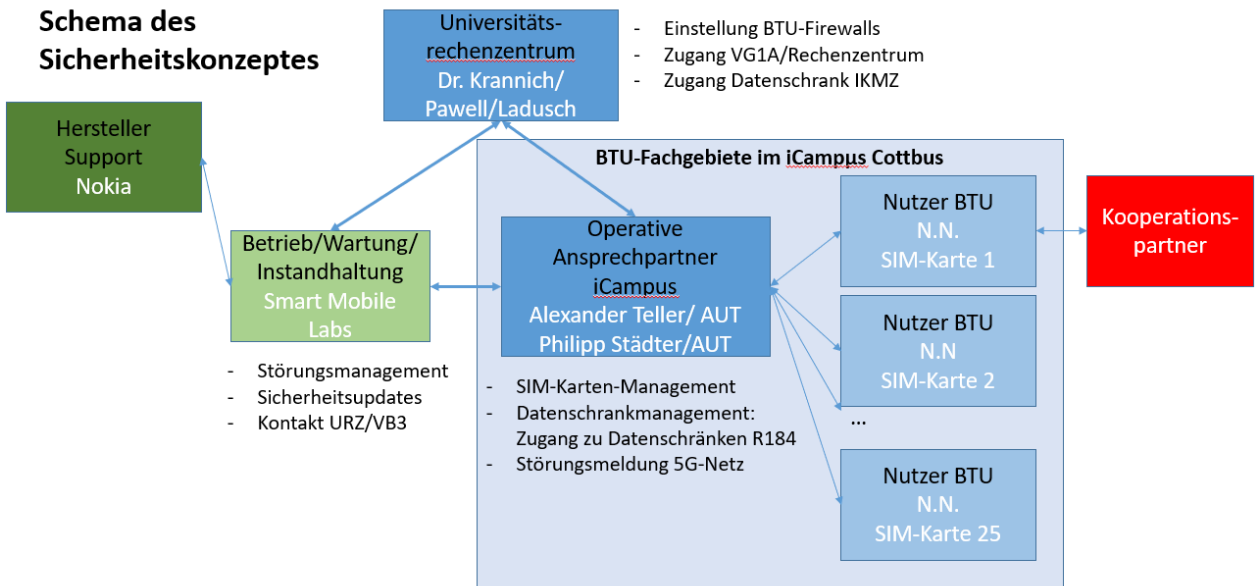 Schema des
Sicherheitskonzeptes
Universitäts-
rechenzentrum
Dr. Krannich/
Pawell/Ladusch
- Einstellung BTU-Firewalls
- Zugang VG1A/Rechenzentrum
- Zugang Datenschrank IKMZ
Hersteller
Support
Nokia
Betrieb/Wartung/
Instandhaltung
Smart Mobile
Labs
- Störungsmanagement
- Sicherheitsupdates
- Kontakt URZ/VB3
BTU-Fachgebiete im iCampµs Cottbus
Operative
Ansprechpartner
iCampus
Alexander Teller/ AUT
Philipp Städter/AUT
- SIM-Karten-Management
- Datenschrankmanagement:
Zugang zu Datenschränken R184
- Störungsmeldung 5G-Netz
Nutzer BTU
N.N.
SIM-Karte 1
Nutzer BTU
N.N
SIM-Karte 2
...
Nutzer BTU
N.N.
SIM-Karte 25
Kooperations-
partner